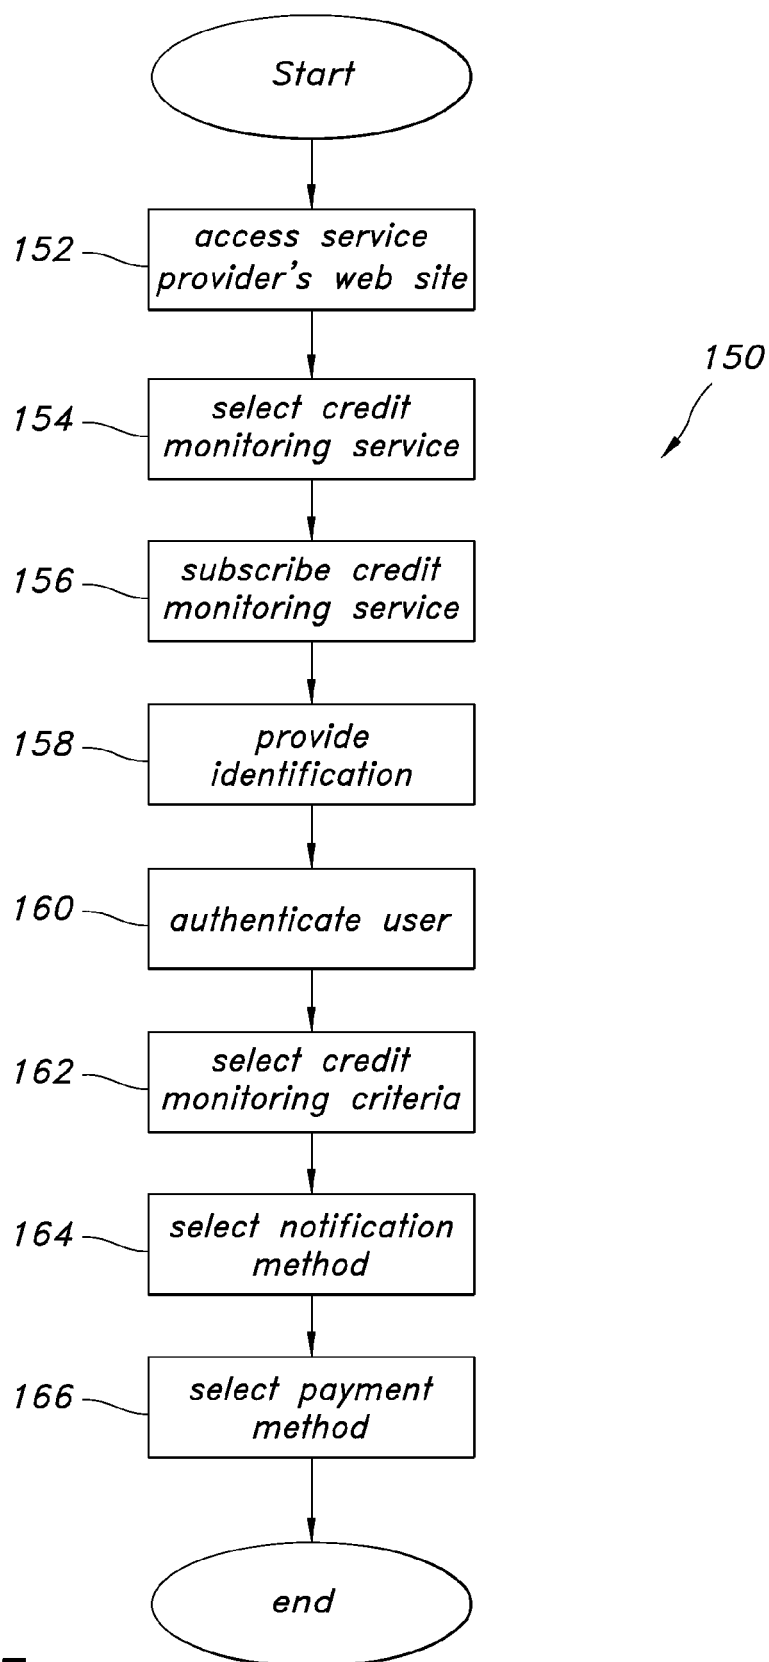 Start
152
access service
provider's web site
150
154
select credit
monitoring service
156
subscribe credit
monitoring service
158
provide
identification
160
authenticate user
162
select credit
monitoring criteria
164
select notification
method
166
select payment
method
end